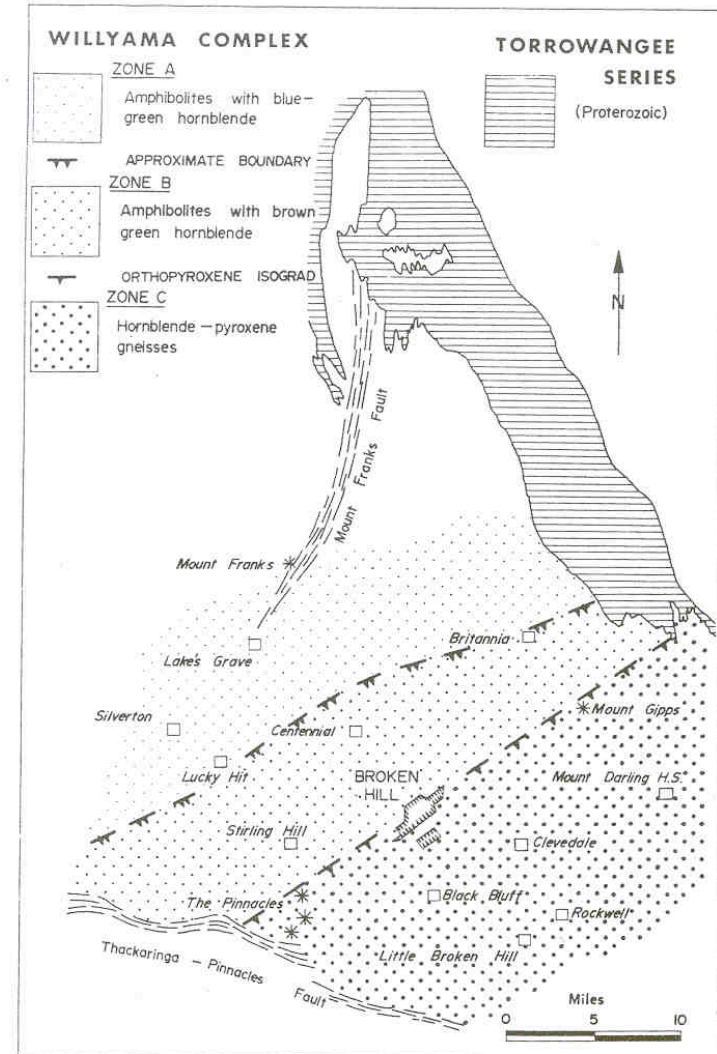 WILLYAMA COMPLEX
ZONE A
Amphibolites with blue-
green hornblende
APPROXIMATE BOUNDARY
ZONE B
Amphibolites with brown
green hornblende
ORTHOPYROXENE ISOGRAD
ZONE C
Hornblende – pyroxene
gneisses
TORROWANGEE
SERIES
(Proterozoic)
N
Mount Franks Fault
Mount Franks
Lake's Grave
Britannia
Silverton
Centennial
Mount Gipps
Lucky Hit
BROKEN
HILL
Mount Darling H.S.
Stirling Hill
Clevedale
The Pinnacles
Black Bluff
Rockwell
Little Broken Hill
Thackaringa – Pinnacles
Fault
Miles
0 5 10